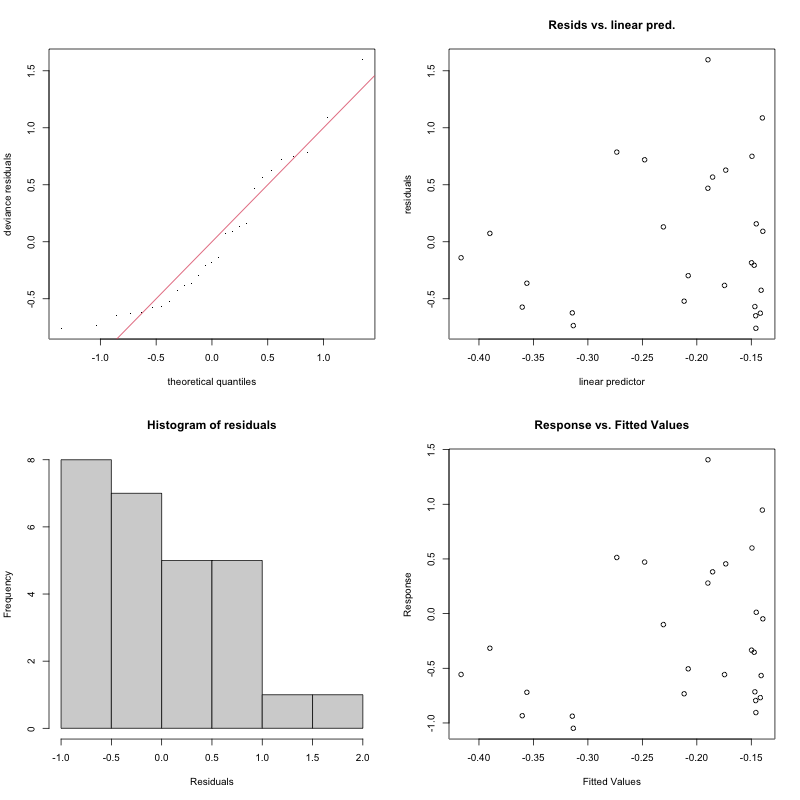 deviance residuals
1.5
1.0
0.5
0.0
-0.5
-1.0 -0.5 0.0 0.5 1.0
theoretical quantiles
Resids vs. linear pred.
residuals
1.5
1.0
0.5
0.0
-0.5
-0.40 -0.35 -0.30 -0.25 -0.20 -0.15
linear predictor
Histogram of residuals
Frequency
8
6
4
2
0
-1.0 -0.5 0.0 0.5 1.0 1.5 2.0
Residuals
Response vs. Fitted Values
Response
1.5
1.0
0.5
0.0
-0.5
-1.0
-0.40 -0.35 -0.30 -0.25 -0.20 -0.15
Fitted Values